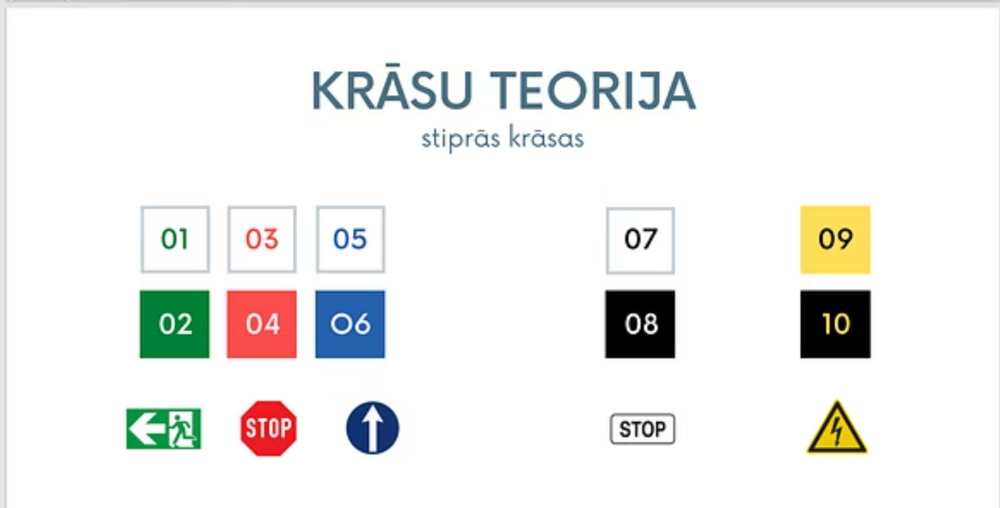 KRĀSU TEORIJA
stiprās krāsas
01 03 05 07 09
02 04 06 08 10
STOP STOP